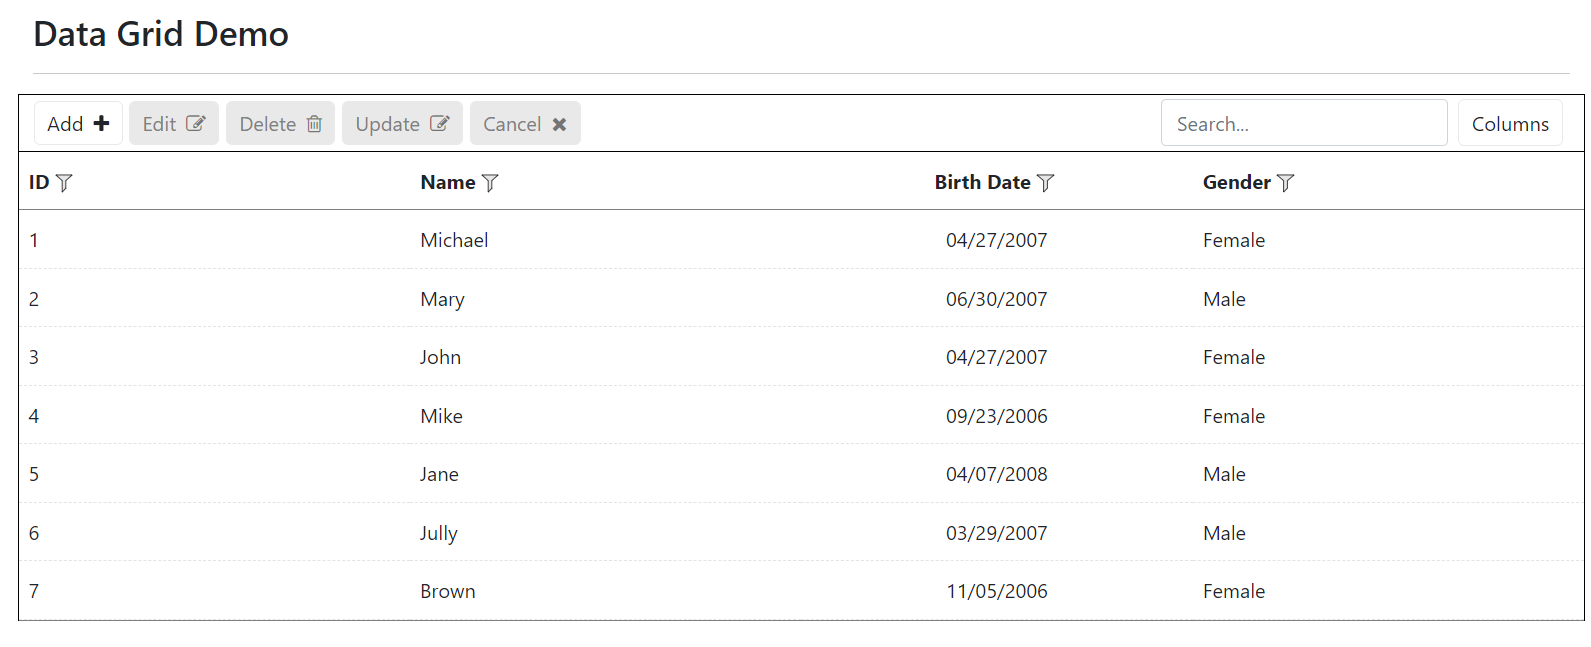 Data Grid Demo
Add Edit Delete Update Cancel Search... Columns
ID Name Birth Date Gender
1 Michael 04/27/2007 Female
2 Mary 06/30/2007 Male
3 John 04/27/2007 Female
4 Mike 09/23/2006 Female
5 Jane 04/07/2008 Male
6 Jully 03/29/2007 Male
7 Brown 11/05/2006 Female